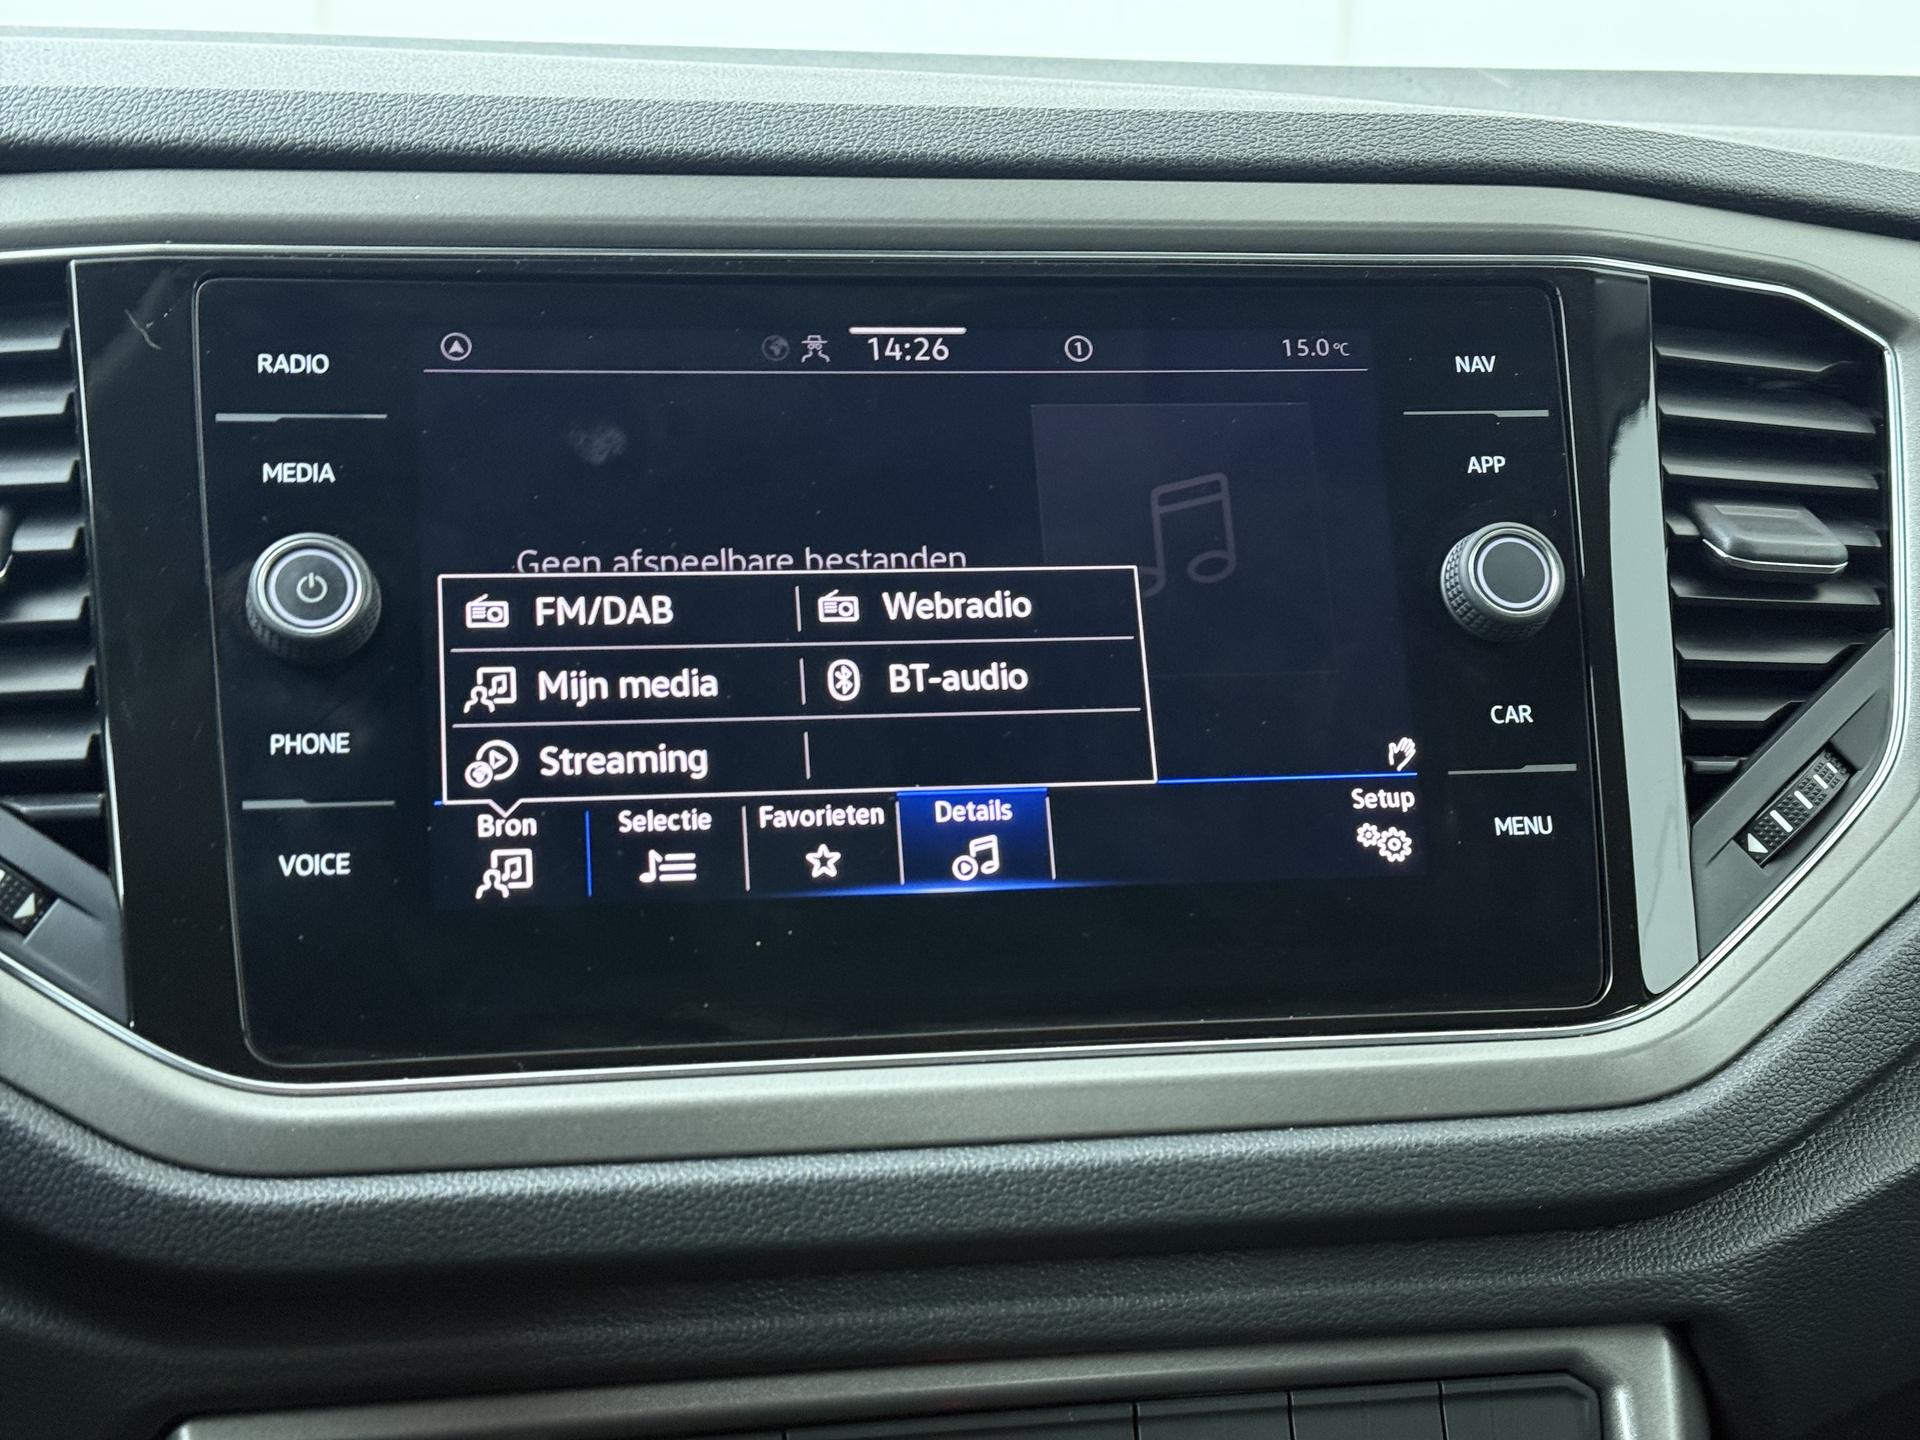 14:26
1
15.0°C
RADIO
MEDIA
PHONE
VOICE
Geen afspeelbare bestanden
FM/DAB
Webradio
Mijn media
BT-audio
Streaming
Bron
Selectie
Favorieten
Details
Setup
NAV
APP
CAR
MENU